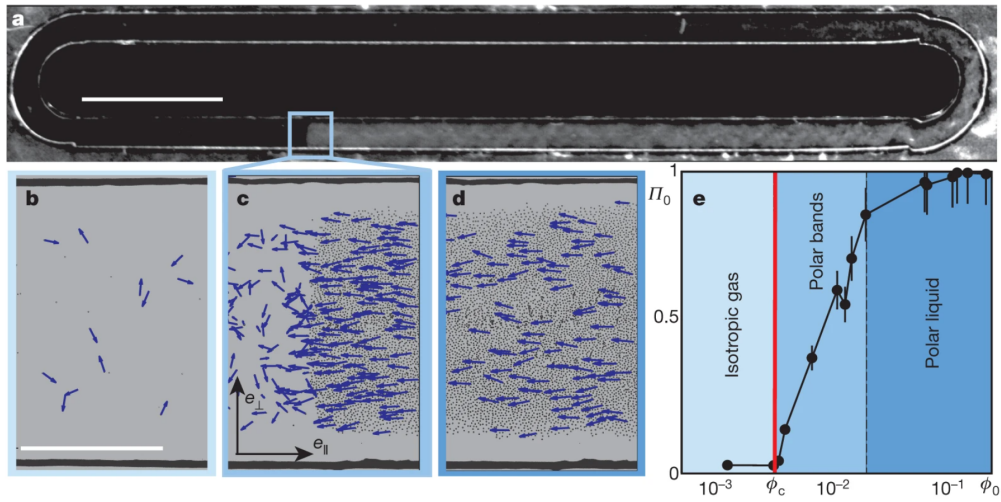 a
b
c
d
e⊥
e∥
Π₀
1
0.5
0
e
Isotropic gas
Polar bands
Polar liquid
10⁻³
ϕc
10⁻²
10⁻¹
ϕ₀